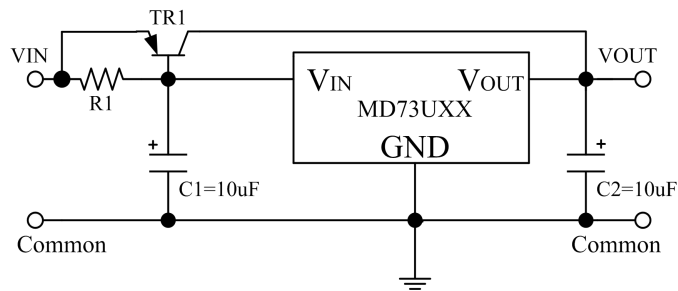 TR1
VIN
VOUT
R1
VIN
VOUT
MD73UXX
GND
C1=10uF
C2=10uF
Common
Common